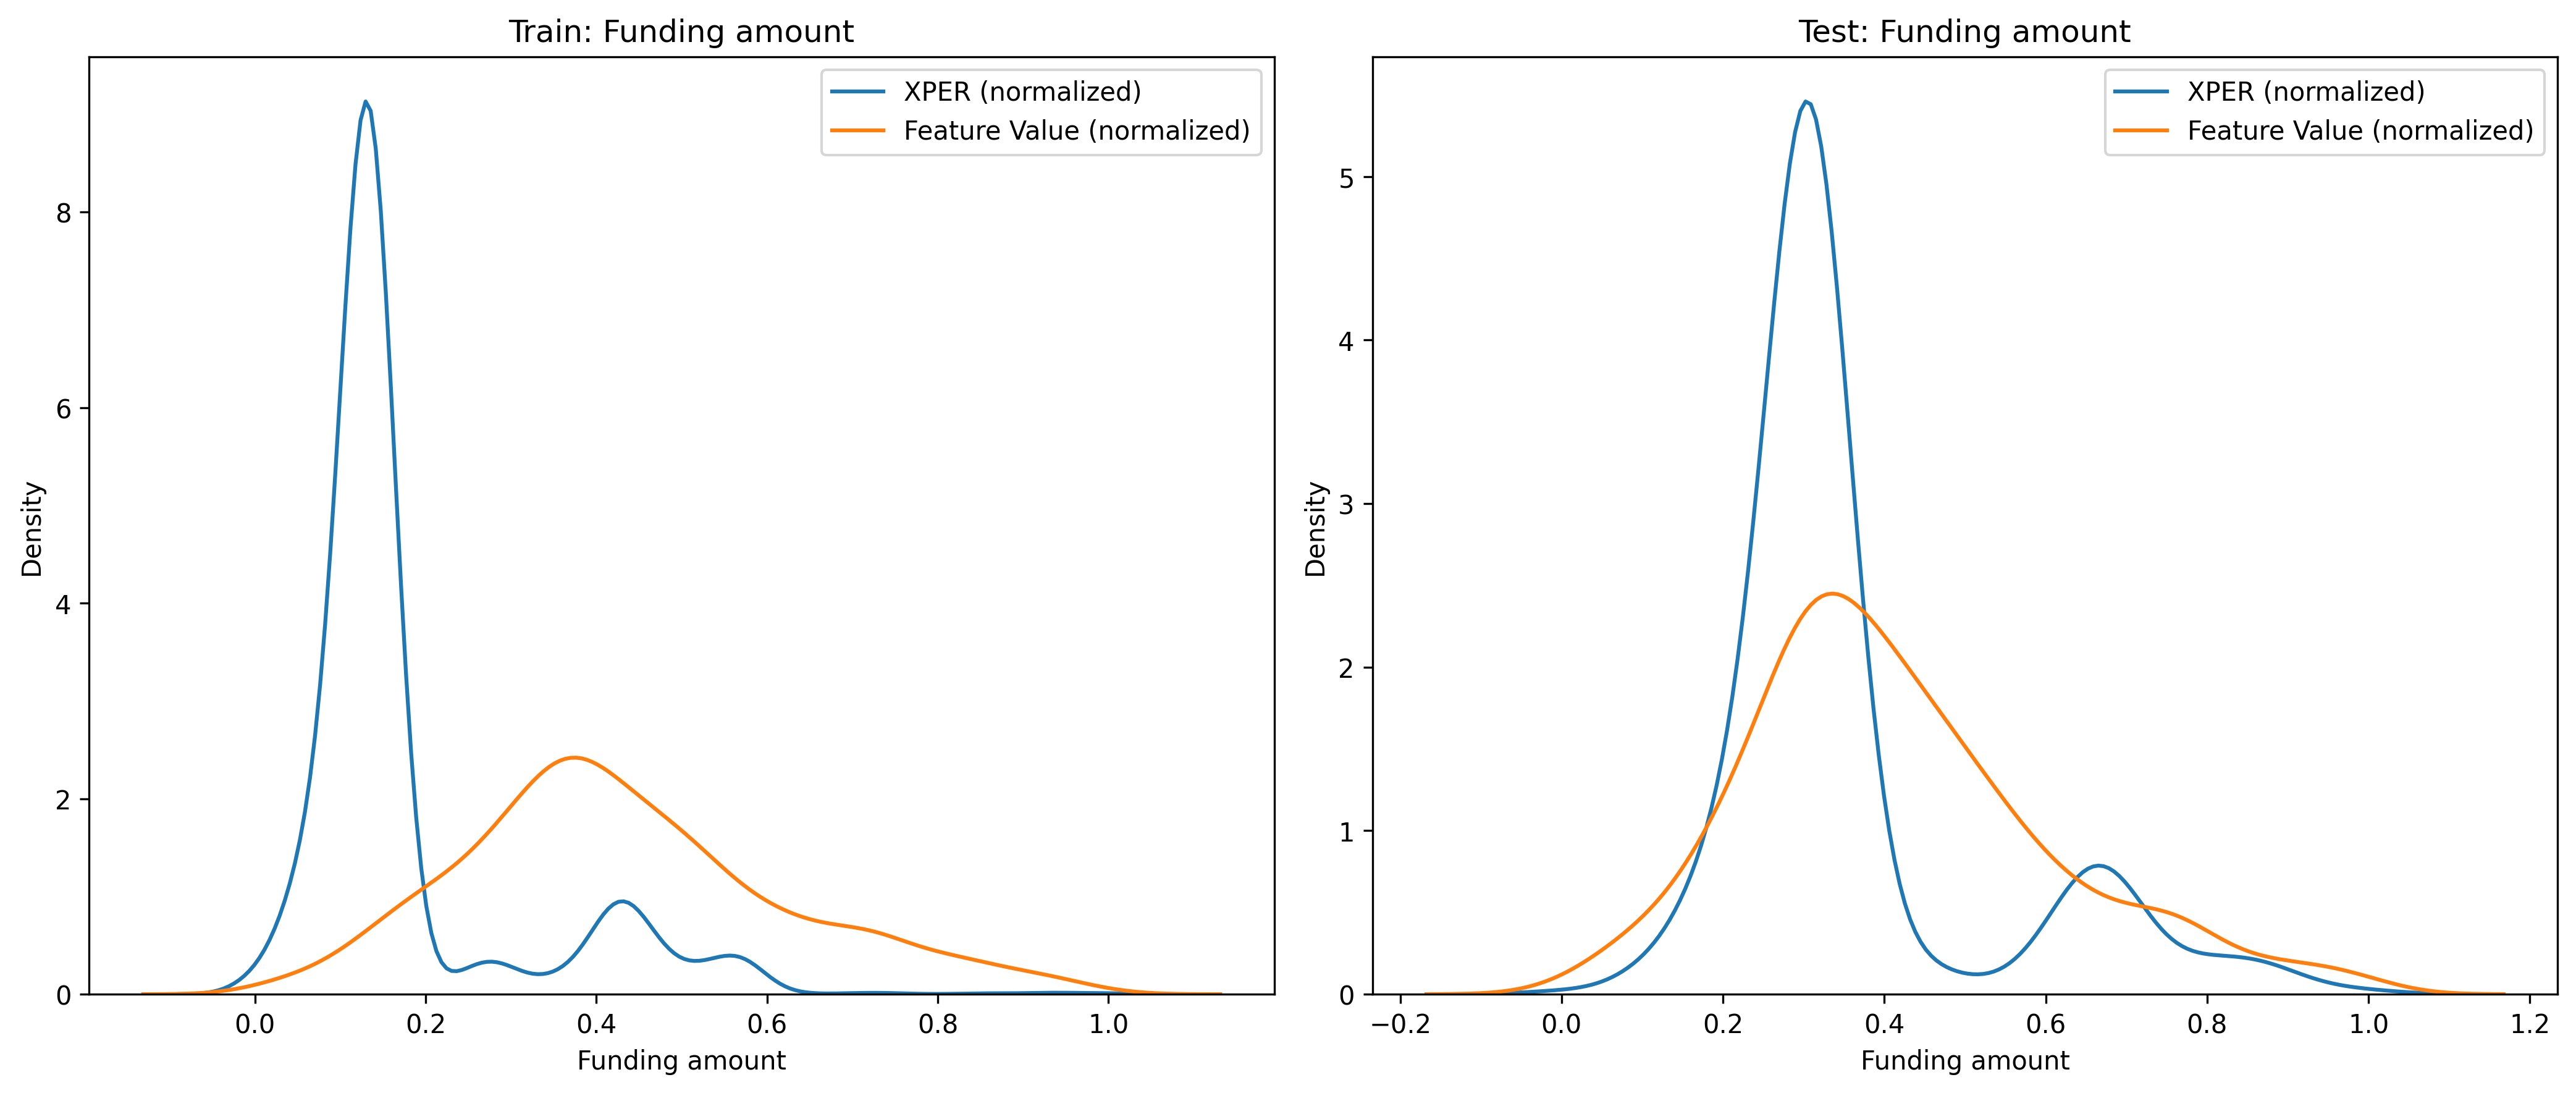 Train: Funding amount
XPER (normalized)
Feature Value (normalized)
Density
8
6
4
2
0
0.0 0.2 0.4 0.6 0.8 1.0
Funding amount
Test: Funding amount
XPER (normalized)
Feature Value (normalized)
Density
5
4
3
2
1
0
−0.2 0.0 0.2 0.4 0.6 0.8 1.0 1.2
Funding amount